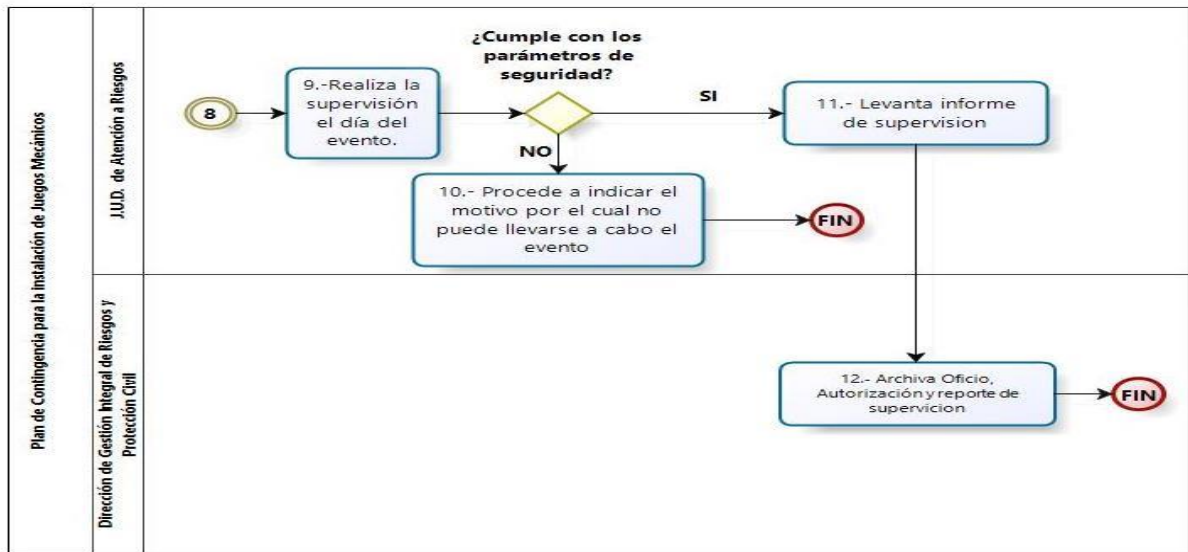 Plan de Contingencia para la instalación de Juegos Mecánicos
J.U.D. de Atención a Riesgos
8
9.-Realiza la
supervisión
el día del
evento.
¿Cumple con los
parámetros de
seguridad?
SI
NO
10.- Procede a indicar el
motivo por el cual no
puede llevarse a cabo el
evento
FIN
11.- Levanta informe
de supervision
Dirección de Gestión Integral de Riesgos y
Protección Civil
12.- Archiva Oficio,
Autorización y reporte de
supervicion
FIN